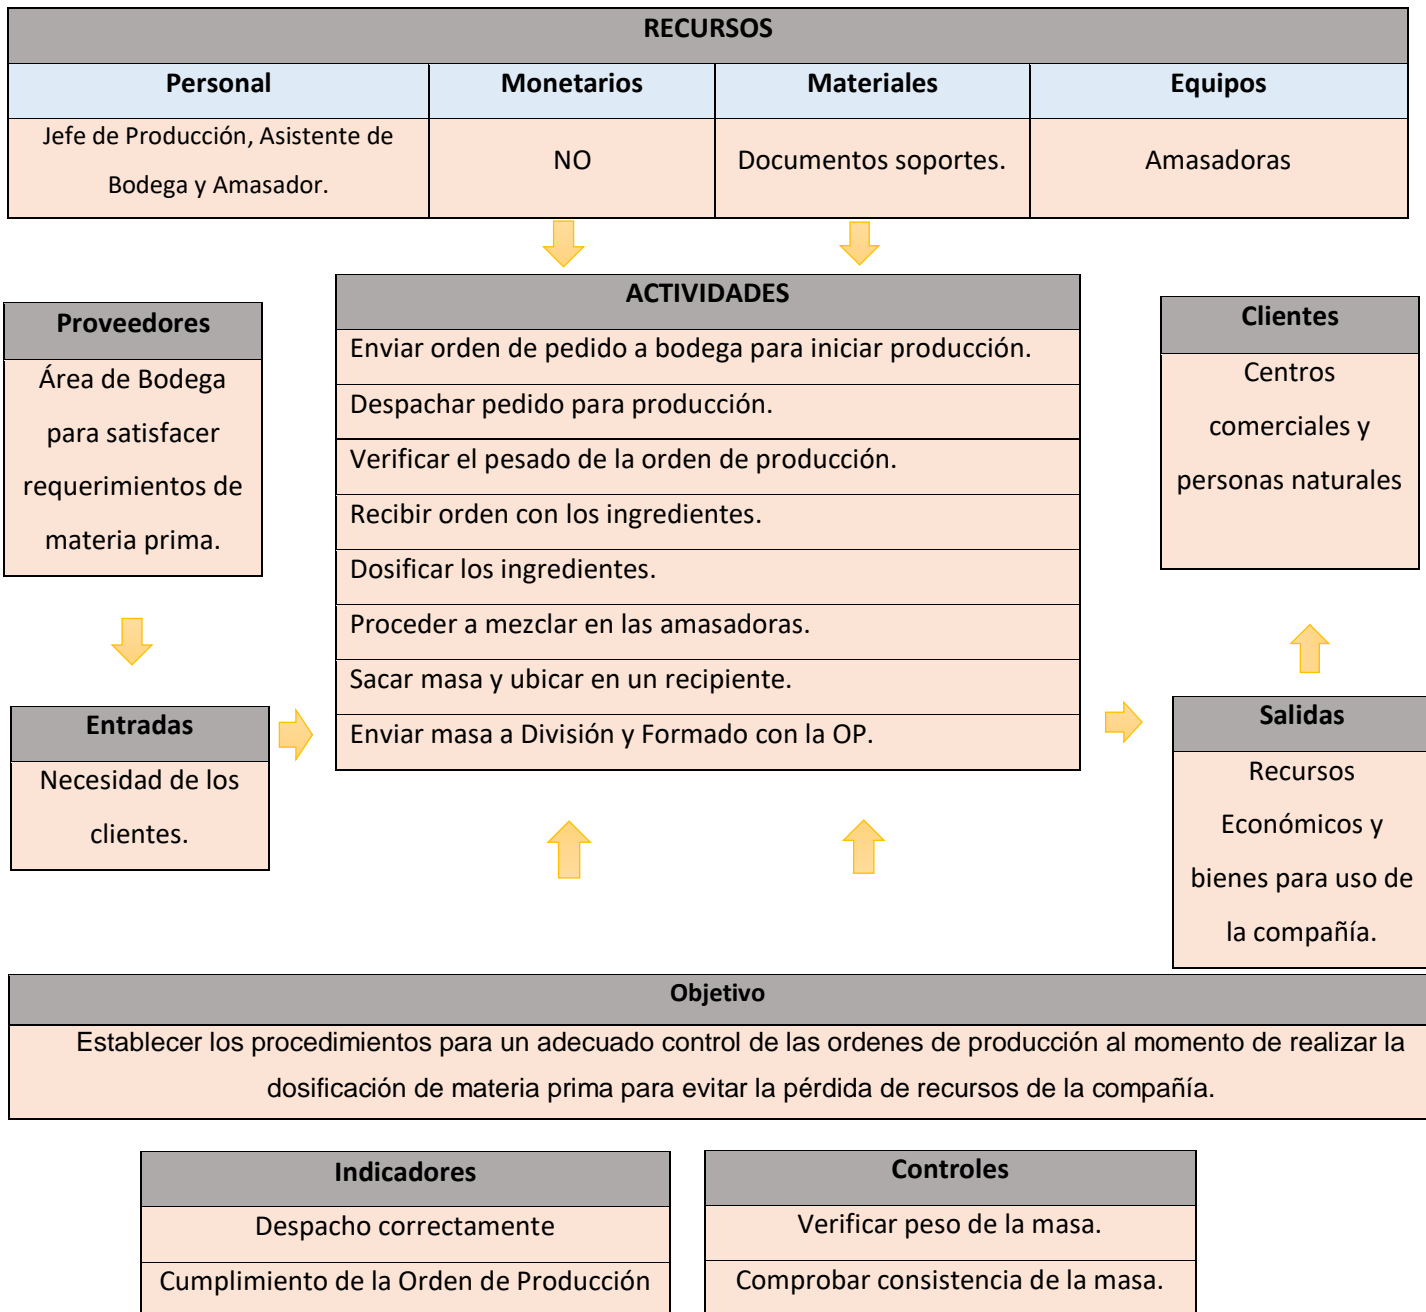 RECURSOS
Personal
Monetarios
Materiales
Equipos
Jefe de Producción, Asistente de
Bodega y Amasador.
NO
Documentos soportes.
Amasadoras
Proveedores
Área de Bodega
para satisfacer
requerimientos de
materia prima.
Entradas
Necesidad de los
clientes.
ACTIVIDADES
Enviar orden de pedido a bodega para iniciar producción.
Despachar pedido para producción.
Verificar el pesado de la orden de producción.
Recibir orden con los ingredientes.
Dosificar los ingredientes.
Proceder a mezclar en las amasadoras.
Sacar masa y ubicar en un recipiente.
Enviar masa a División y Formado con la OP.
Clientes
Centros
comerciales y
personas naturales
Salidas
Recursos
Económicos y
bienes para uso de
la compañía.
Objetivo
Establecer los procedimientos para un adecuado control de las ordenes de producción al momento de realizar la
dosificación de materia prima para evitar la pérdida de recursos de la compañía.
Indicadores
Despacho correctamente
Cumplimiento de la Orden de Producción
Controles
Verificar peso de la masa.
Comprobar consistencia de la masa.